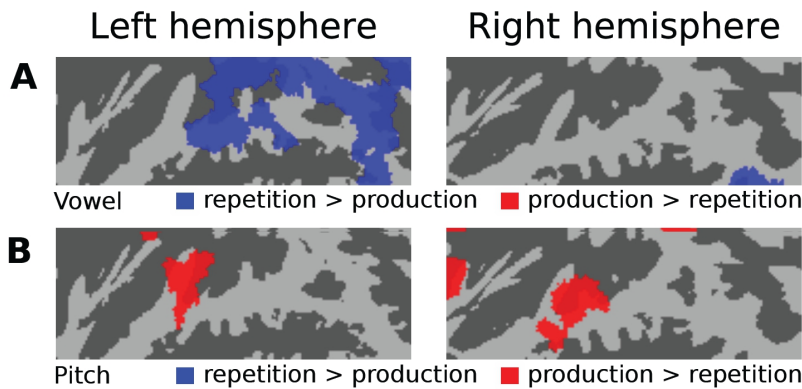 Left hemisphere Right hemisphere
A
Vowel repetition > production production > repetition
B
Pitch repetition > production production > repetition